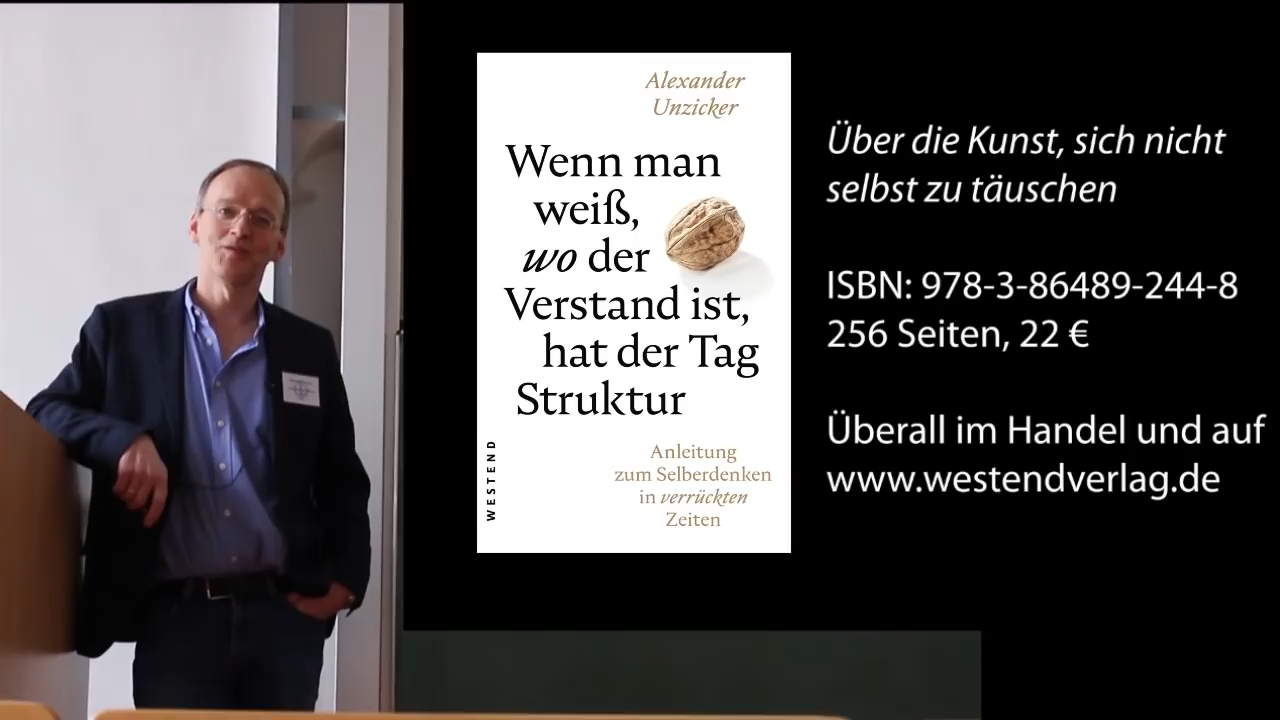 Alexander
Unzicker
Wenn man
weiß,
wo der
Verstand ist,
hat der Tag
Struktur
WESTEND
Anleitung
zum Selberdenken
in verrückten
Zeiten
Über die Kunst, sich nicht
selbst zu täuschen
ISBN: 978-3-86489-244-8
256 Seiten, 22 €
Überall im Handel und auf
www.westendverlag.de